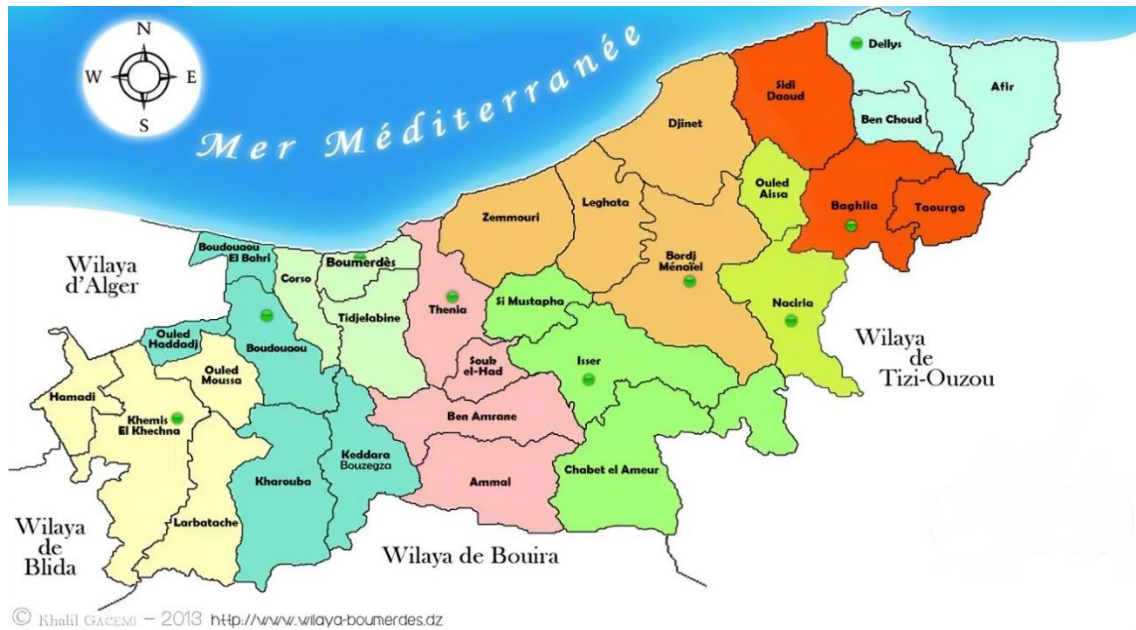 N
W E
S
Mer Méditerranée
Dellys
Sidi
Daoud
Afir
Ben Choud
Djinet
Ouled
Aissa
Baghlia
Taourga
Zemmouri
Leghata
Bordj
Ménaïel
Naciria
Boudouaou
El Bahri
Corso
Boumerdès
Tidjelabine
Thenia
Si Mustapha
Wilaya
d'Alger
Ouled
Haddadj
Boudouaou
Souk
el-Had
Isser
Wilaya
de
Tizi-Ouzou
Ouled
Moussa
Hamadi
Khemis
El Khechna
Ben Amrane
Keddara
Bouzegza
Kharouba
Ammal
Chabet el Ameur
Larbatache
Wilaya
de
Blida
Wilaya de Bouira
© Khalil GACEMI – 2013 http://www.wilaya-boumerdes.dz